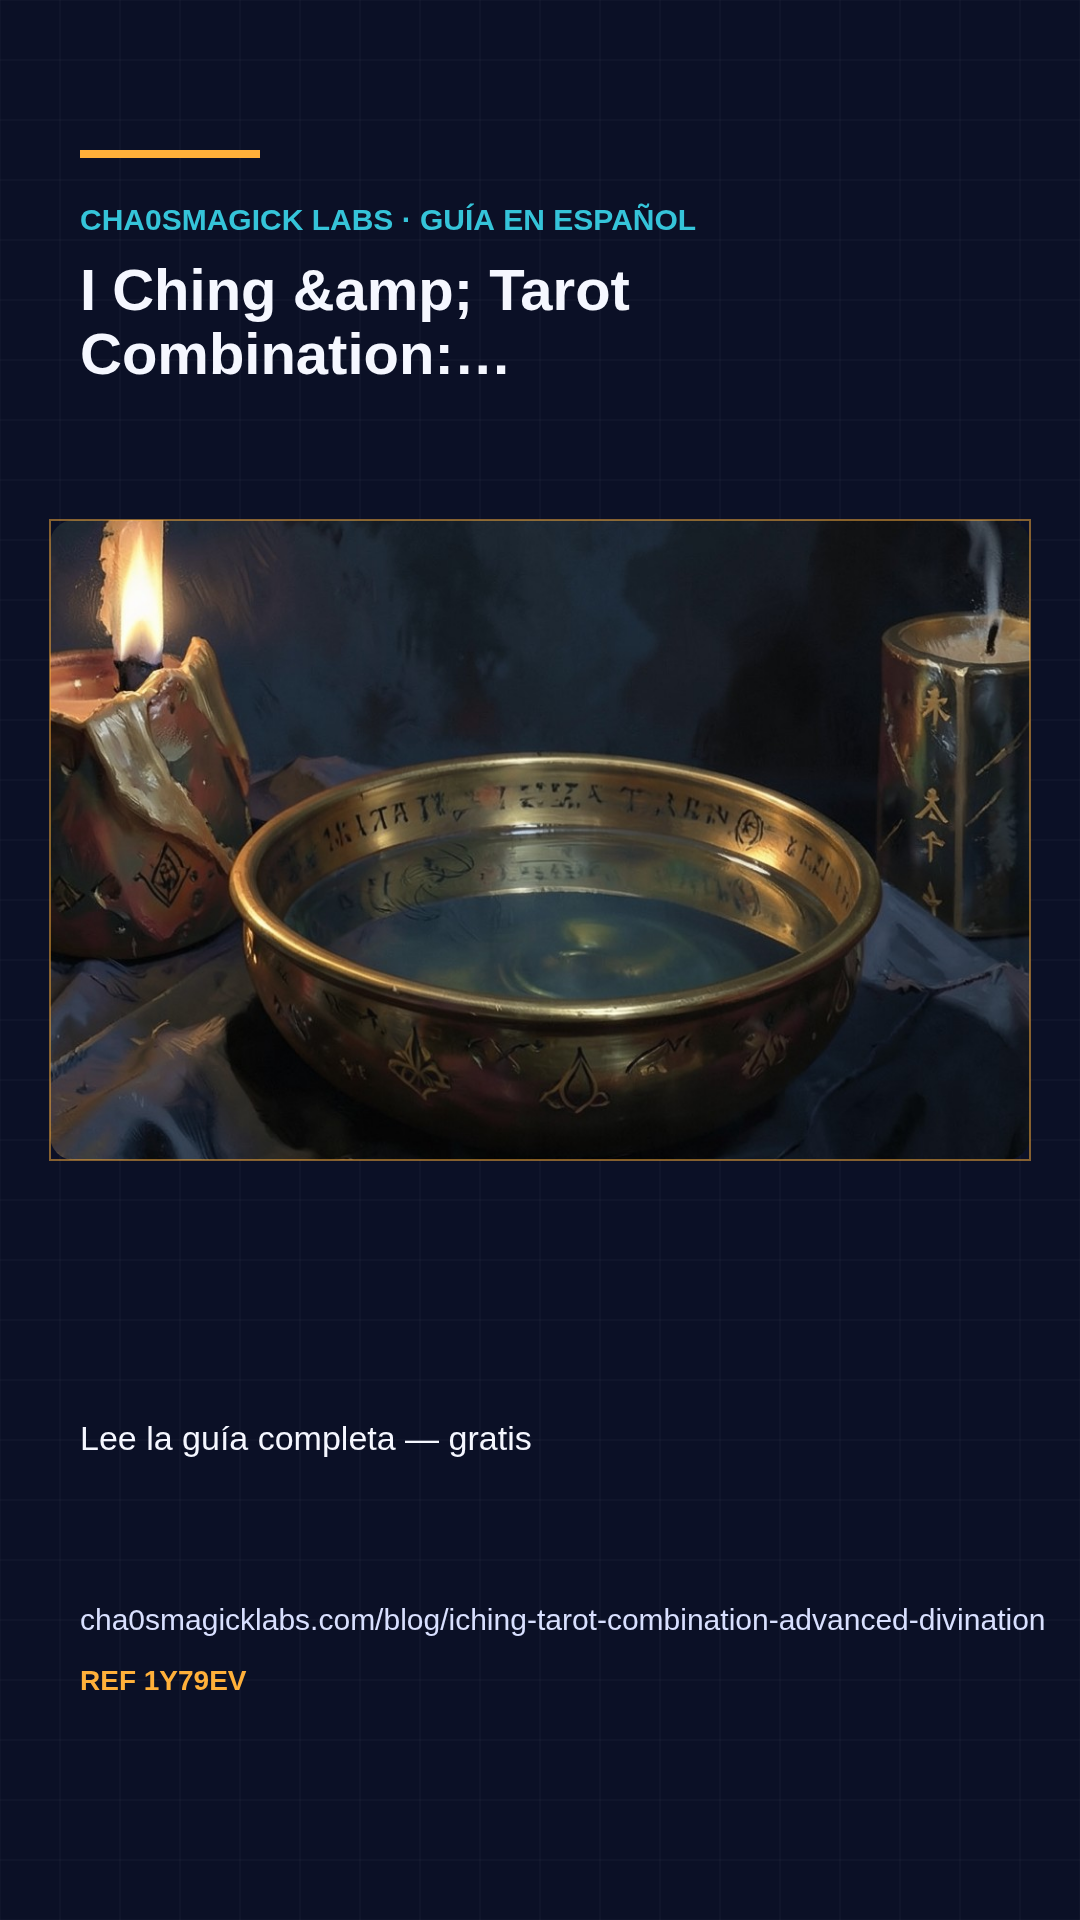 CHA0SMAGICK LABS · GUÍA EN ESPAÑOL
I Ching &amp; Tarot
Combination:…
Lee la guía completa — gratis
cha0smagicklabs.com/blog/iching-tarot-combination-advanced-divination
REF 1Y79EV